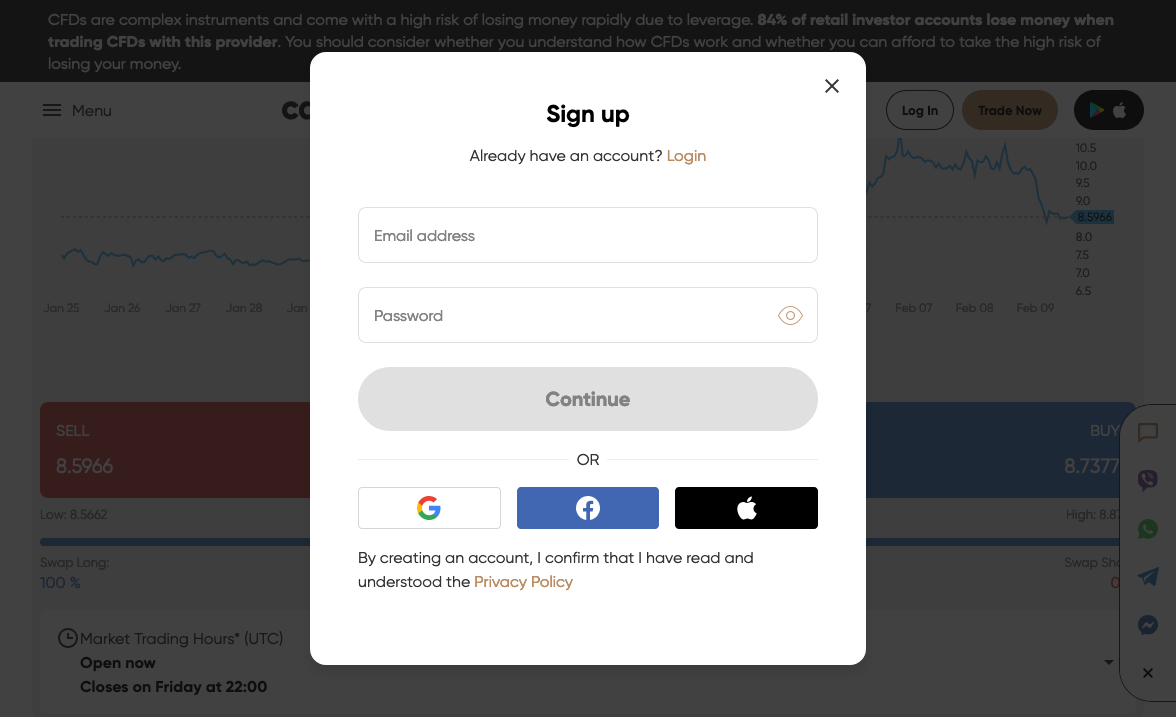 CFDs are complex instruments and come with a high risk of losing money rapidly due to leverage. 84% of retail investor accounts lose money when
trading CFDs with this provider. You should consider whether you understand how CFDs work and whether you can afford to take the high risk of
losing your money.
Menu
Log In
Trade Now
Sign up
Already have an account? Login
Email address
Password
Continue
OR
By creating an account, I confirm that I have read and
understood the Privacy Policy
10.5
10.0
9.5
9.0
8.5966
8.0
7.5
7.0
6.5
Jan 25 Jan 26 Jan 27 Jan 28 Jan Feb 07 Feb 08 Feb 09
SELL
8.5966
BUY
8.7377
Low: 8.5662
High: 8.8
Swap Long:
100 %
Swap
0
Market Trading Hours* (UTC)
Open now
Closes on Friday at 22:00